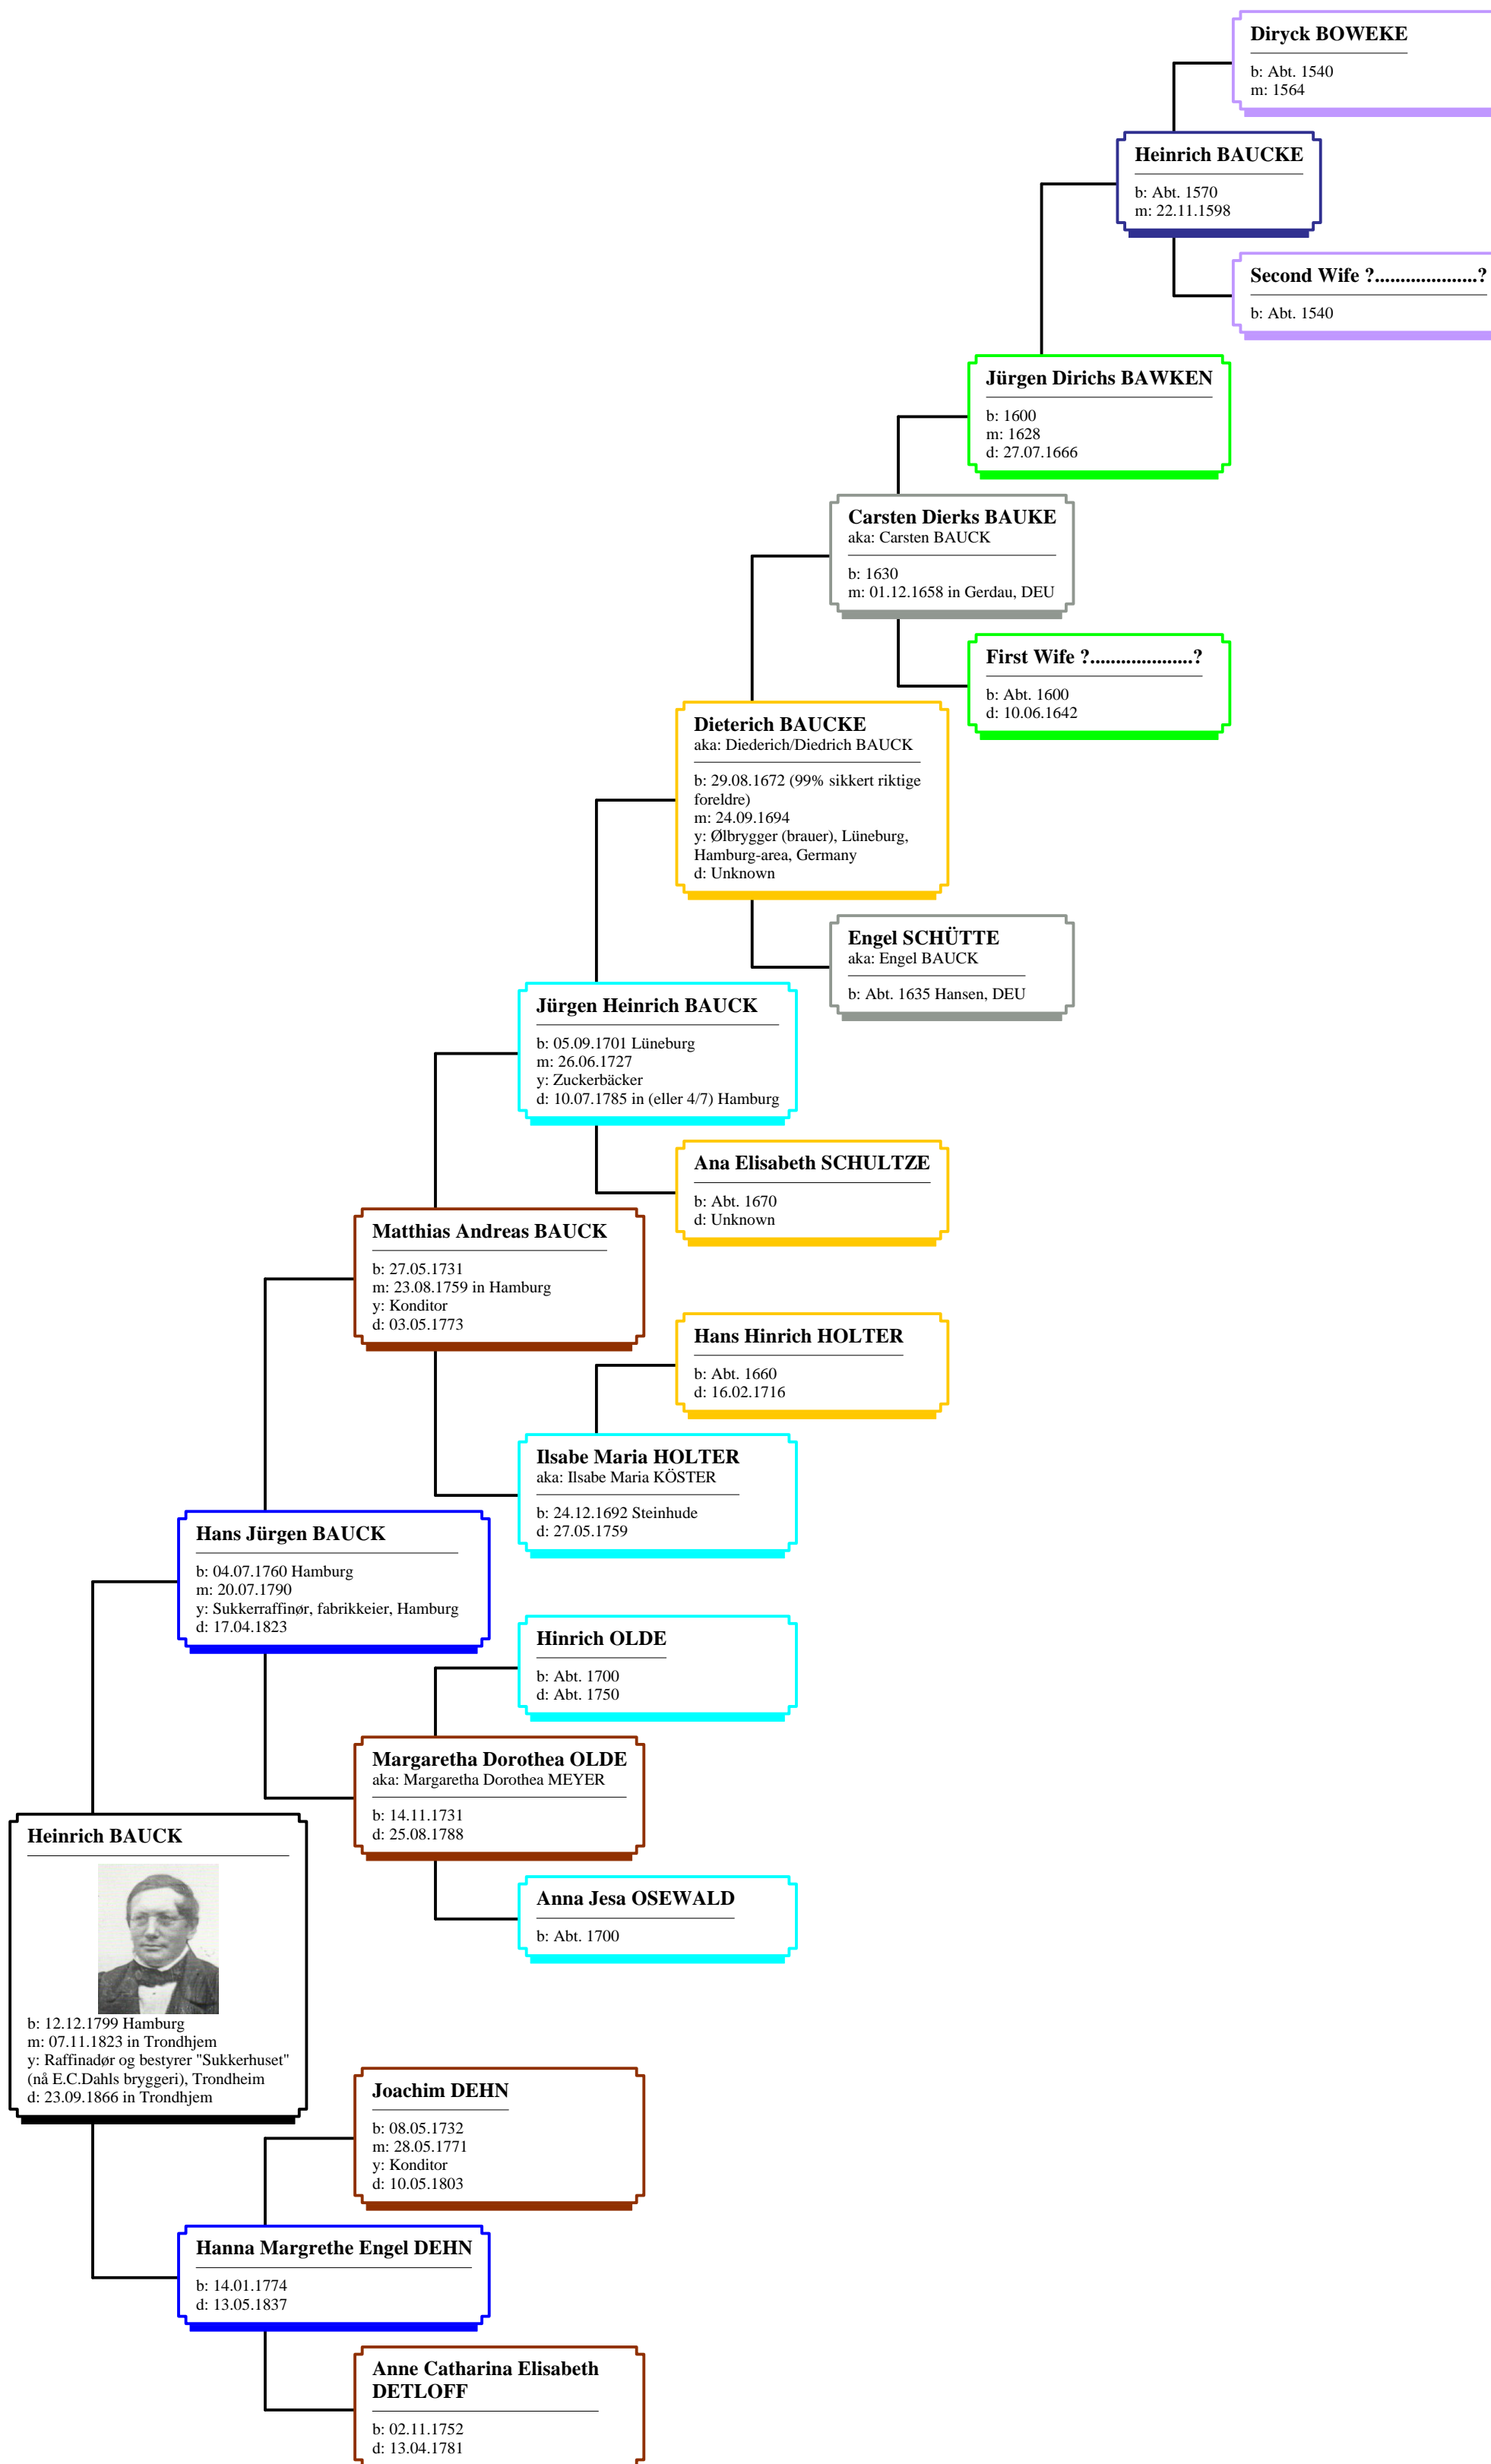 Diryck BOWEKE
b: Abt. 1540
m: 1564
Heinrich BAUCKE
b: Abt. 1570
m: 22.11.1598
Second Wife ?....................?
b: Abt. 1540
Jürgen Dirichs BAWKEN
b: 1600
m: 1628
d: 27.07.1666
Carsten Dierks BAUKE
aka: Carsten BAUCK
b: 1630
m: 01.12.1658 in Gerdau, DEU
First Wife ?....................?
b: Abt. 1600
d: 10.06.1642
Dieterich BAUCKE
aka: Diederich/Diedrich BAUCK
b: 29.08.1672 (99% sikkert riktige
foreldre)
m: 24.09.1694
y: Ølbrygger (brauer), Lüneburg,
Hamburg-area, Germany
d: Unknown
Engel SCHÜTTE
aka: Engel BAUCK
b: Abt. 1635 Hansen, DEU
Jürgen Heinrich BAUCK
b: 05.09.1701 Lüneburg
m: 26.06.1727
y: Zuckerbäcker
d: 10.07.1785 in (eller 4/7) Hamburg
Ana Elisabeth SCHULTZE
b: Abt. 1670
d: Unknown
Matthias Andreas BAUCK
b: 27.05.1731
m: 23.08.1759 in Hamburg
y: Konditor
d: 03.05.1773
Hans Hinrich HOLTER
b: Abt. 1660
d: 16.02.1716
Ilsabe Maria HOLTER
aka: Ilsabe Maria KÖSTER
b: 24.12.1692 Steinhude
d: 27.05.1759
Hans Jürgen BAUCK
b: 04.07.1760 Hamburg
m: 20.07.1790
y: Sukkerraffinør, fabrikkeier, Hamburg
d: 17.04.1823
Hinrich OLDE
b: Abt. 1700
d: Abt. 1750
Margaretha Dorothea OLDE
aka: Margaretha Dorothea MEYER
b: 14.11.1731
d: 25.08.1788
Heinrich BAUCK
b: 12.12.1799 Hamburg
m: 07.11.1823 in Trondhjem
y: Raffinadør og bestyrer "Sukkerhuset"
(nå E.C.Dahls bryggeri), Trondheim
d: 23.09.1866 in Trondhjem
Anna Jesa OSEWALD
b: Abt. 1700
Joachim DEHN
b: 08.05.1732
m: 28.05.1771
y: Konditor
d: 10.05.1803
Hanna Margrethe Engel DEHN
b: 14.01.1774
d: 13.05.1837
Anne Catharina Elisabeth
DETLOFF
b: 02.11.1752
d: 13.04.1781